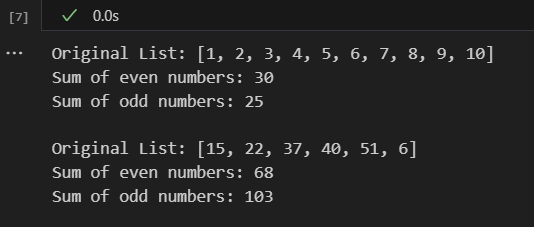 [7] 0.0s
Original List: [1, 2, 3, 4, 5, 6, 7, 8, 9, 10]
Sum of even numbers: 30
Sum of odd numbers: 25
Original List: [15, 22, 37, 40, 51, 6]
Sum of even numbers: 68
Sum of odd numbers: 103